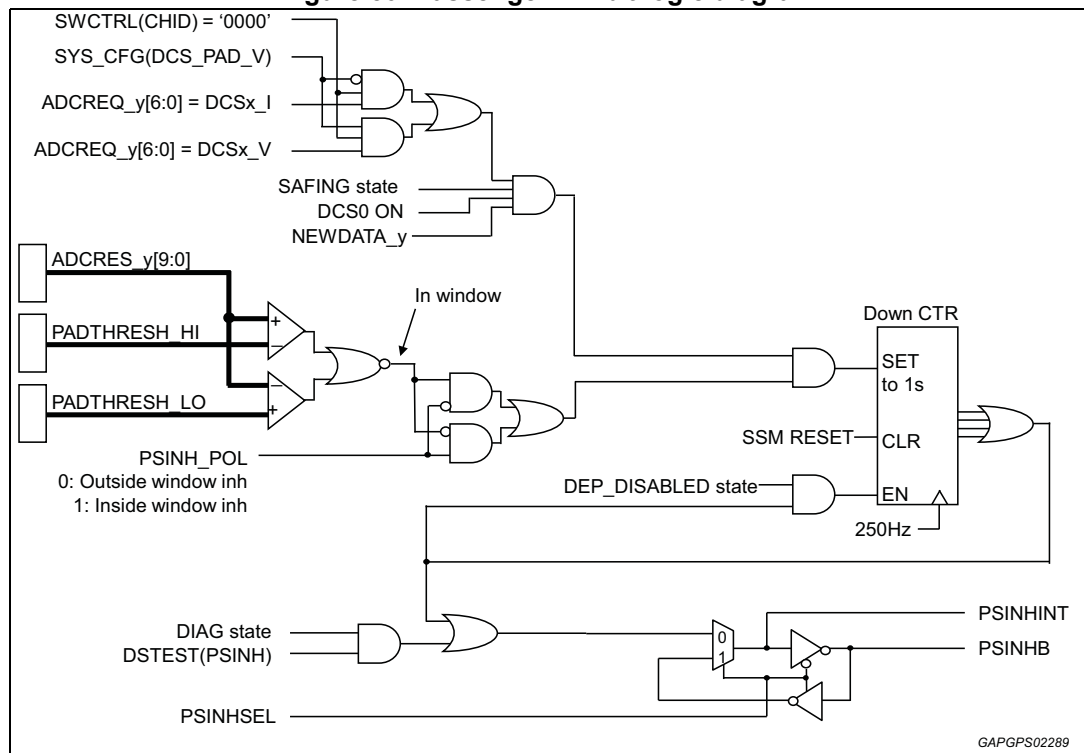 SWCTRL(CHID) = '0000'
SYS_CFG(DCS_PAD_V)
ADCREQ_y[6:0] = DCSx_I
ADCREQ_y[6:0] = DCSx_V
SAFING state
DCS0 ON
NEWDATA_y
ADCRES_y[9:0]
In window
PADTHRESH_HI
PADTHRESH_LO
+
−
−
+
PSINH_POL
0: Outside window inh
1: Inside window inh
Down CTR
SET
to 1s
SSM RESET
CLR
DEP_DISABLED state
EN
250Hz
DIAG state
DSTEST(PSINH)
0
1
PSINHINT
PSINHB
PSINHSEL
GAPGPS02289